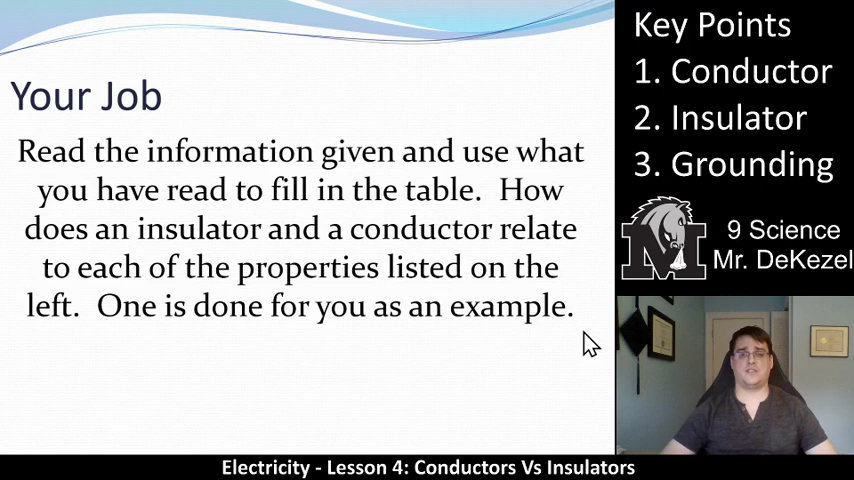 Your Job
Read the information given and use what
you have read to fill in the table.  How
does an insulator and a conductor relate
to each of the properties listed on the
left.  One is done for you as an example.
Key Points
1. Conductor
2. Insulator
3. Grounding
M
9 Science
Mr. DeKezel
Electricity - Lesson 4: Conductors Vs Insulators